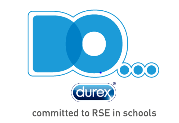 DO...
durex
committed to RSE in schools